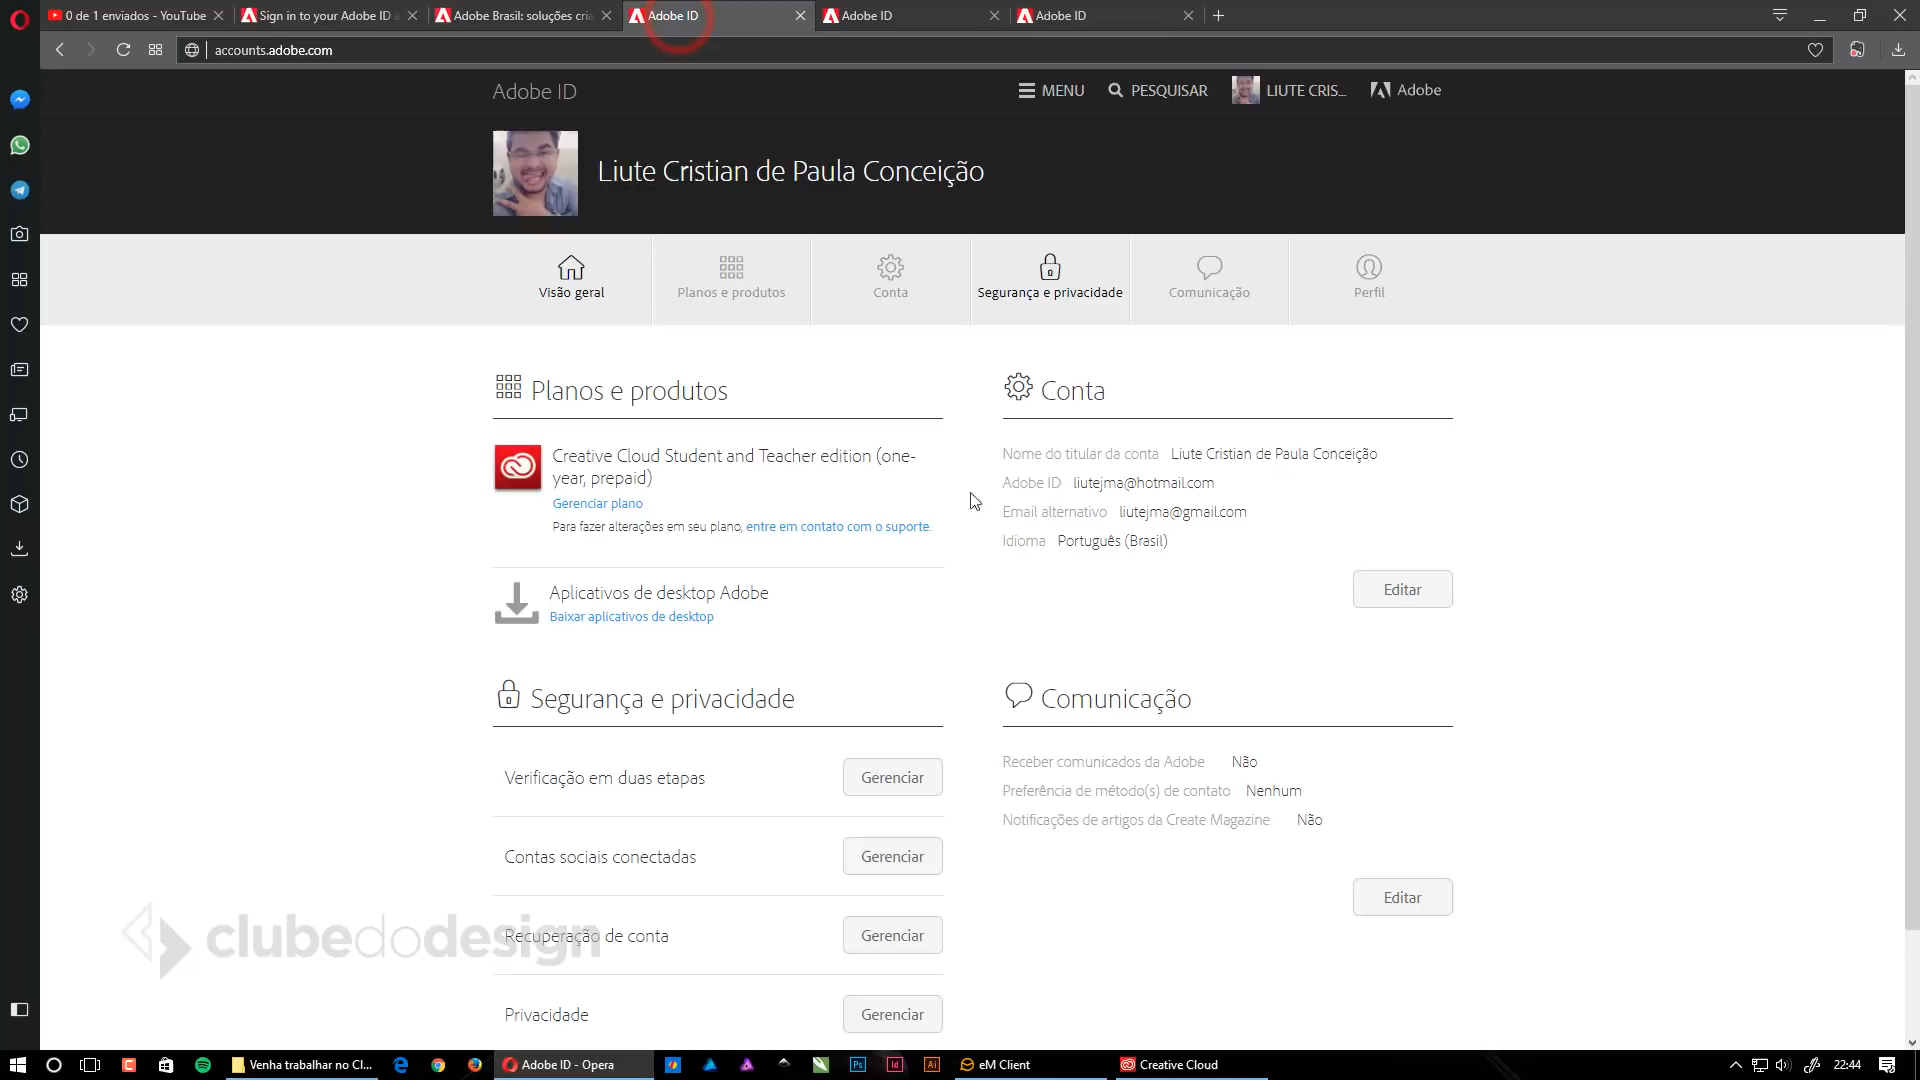 0 de 1 enviados - YouTube
Sign in to your Adobe ID a
Adobe Brasil: soluções cria
Adobe ID
Adobe ID
Adobe ID
accounts.adobe.com
Adobe ID
MENU
PESQUISAR
LIUTE CRIS...
Adobe
Liute Cristian de Paula Conceição
Visão geral
Planos e produtos
Conta
Segurança e privacidade
Comunicação
Perfil
Planos e produtos
Creative Cloud Student and Teacher edition (one-
year, prepaid)
Gerenciar plano
Para fazer alterações em seu plano, entre em contato com o suporte.
Aplicativos de desktop Adobe
Baixar aplicativos de desktop
Conta
Nome do titular da conta Liute Cristian de Paula Conceição
Adobe ID liutejma@hotmail.com
Email alternativo liutejma@gmail.com
Idioma Português (Brasil)
Editar
Segurança e privacidade
Verificação em duas etapas
Gerenciar
Contas sociais conectadas
Gerenciar
Recuperação de conta
Gerenciar
Privacidade
Gerenciar
Comunicação
Receber comunicados da Adobe Não
Preferência de método(s) de contato Nenhum
Notificações de artigos da Create Magazine Não
Editar
clubedodesign
Venha trabalhar no Cl...
Adobe ID - Opera
Ps
Id
Ai
eM Client
Creative Cloud
22:44